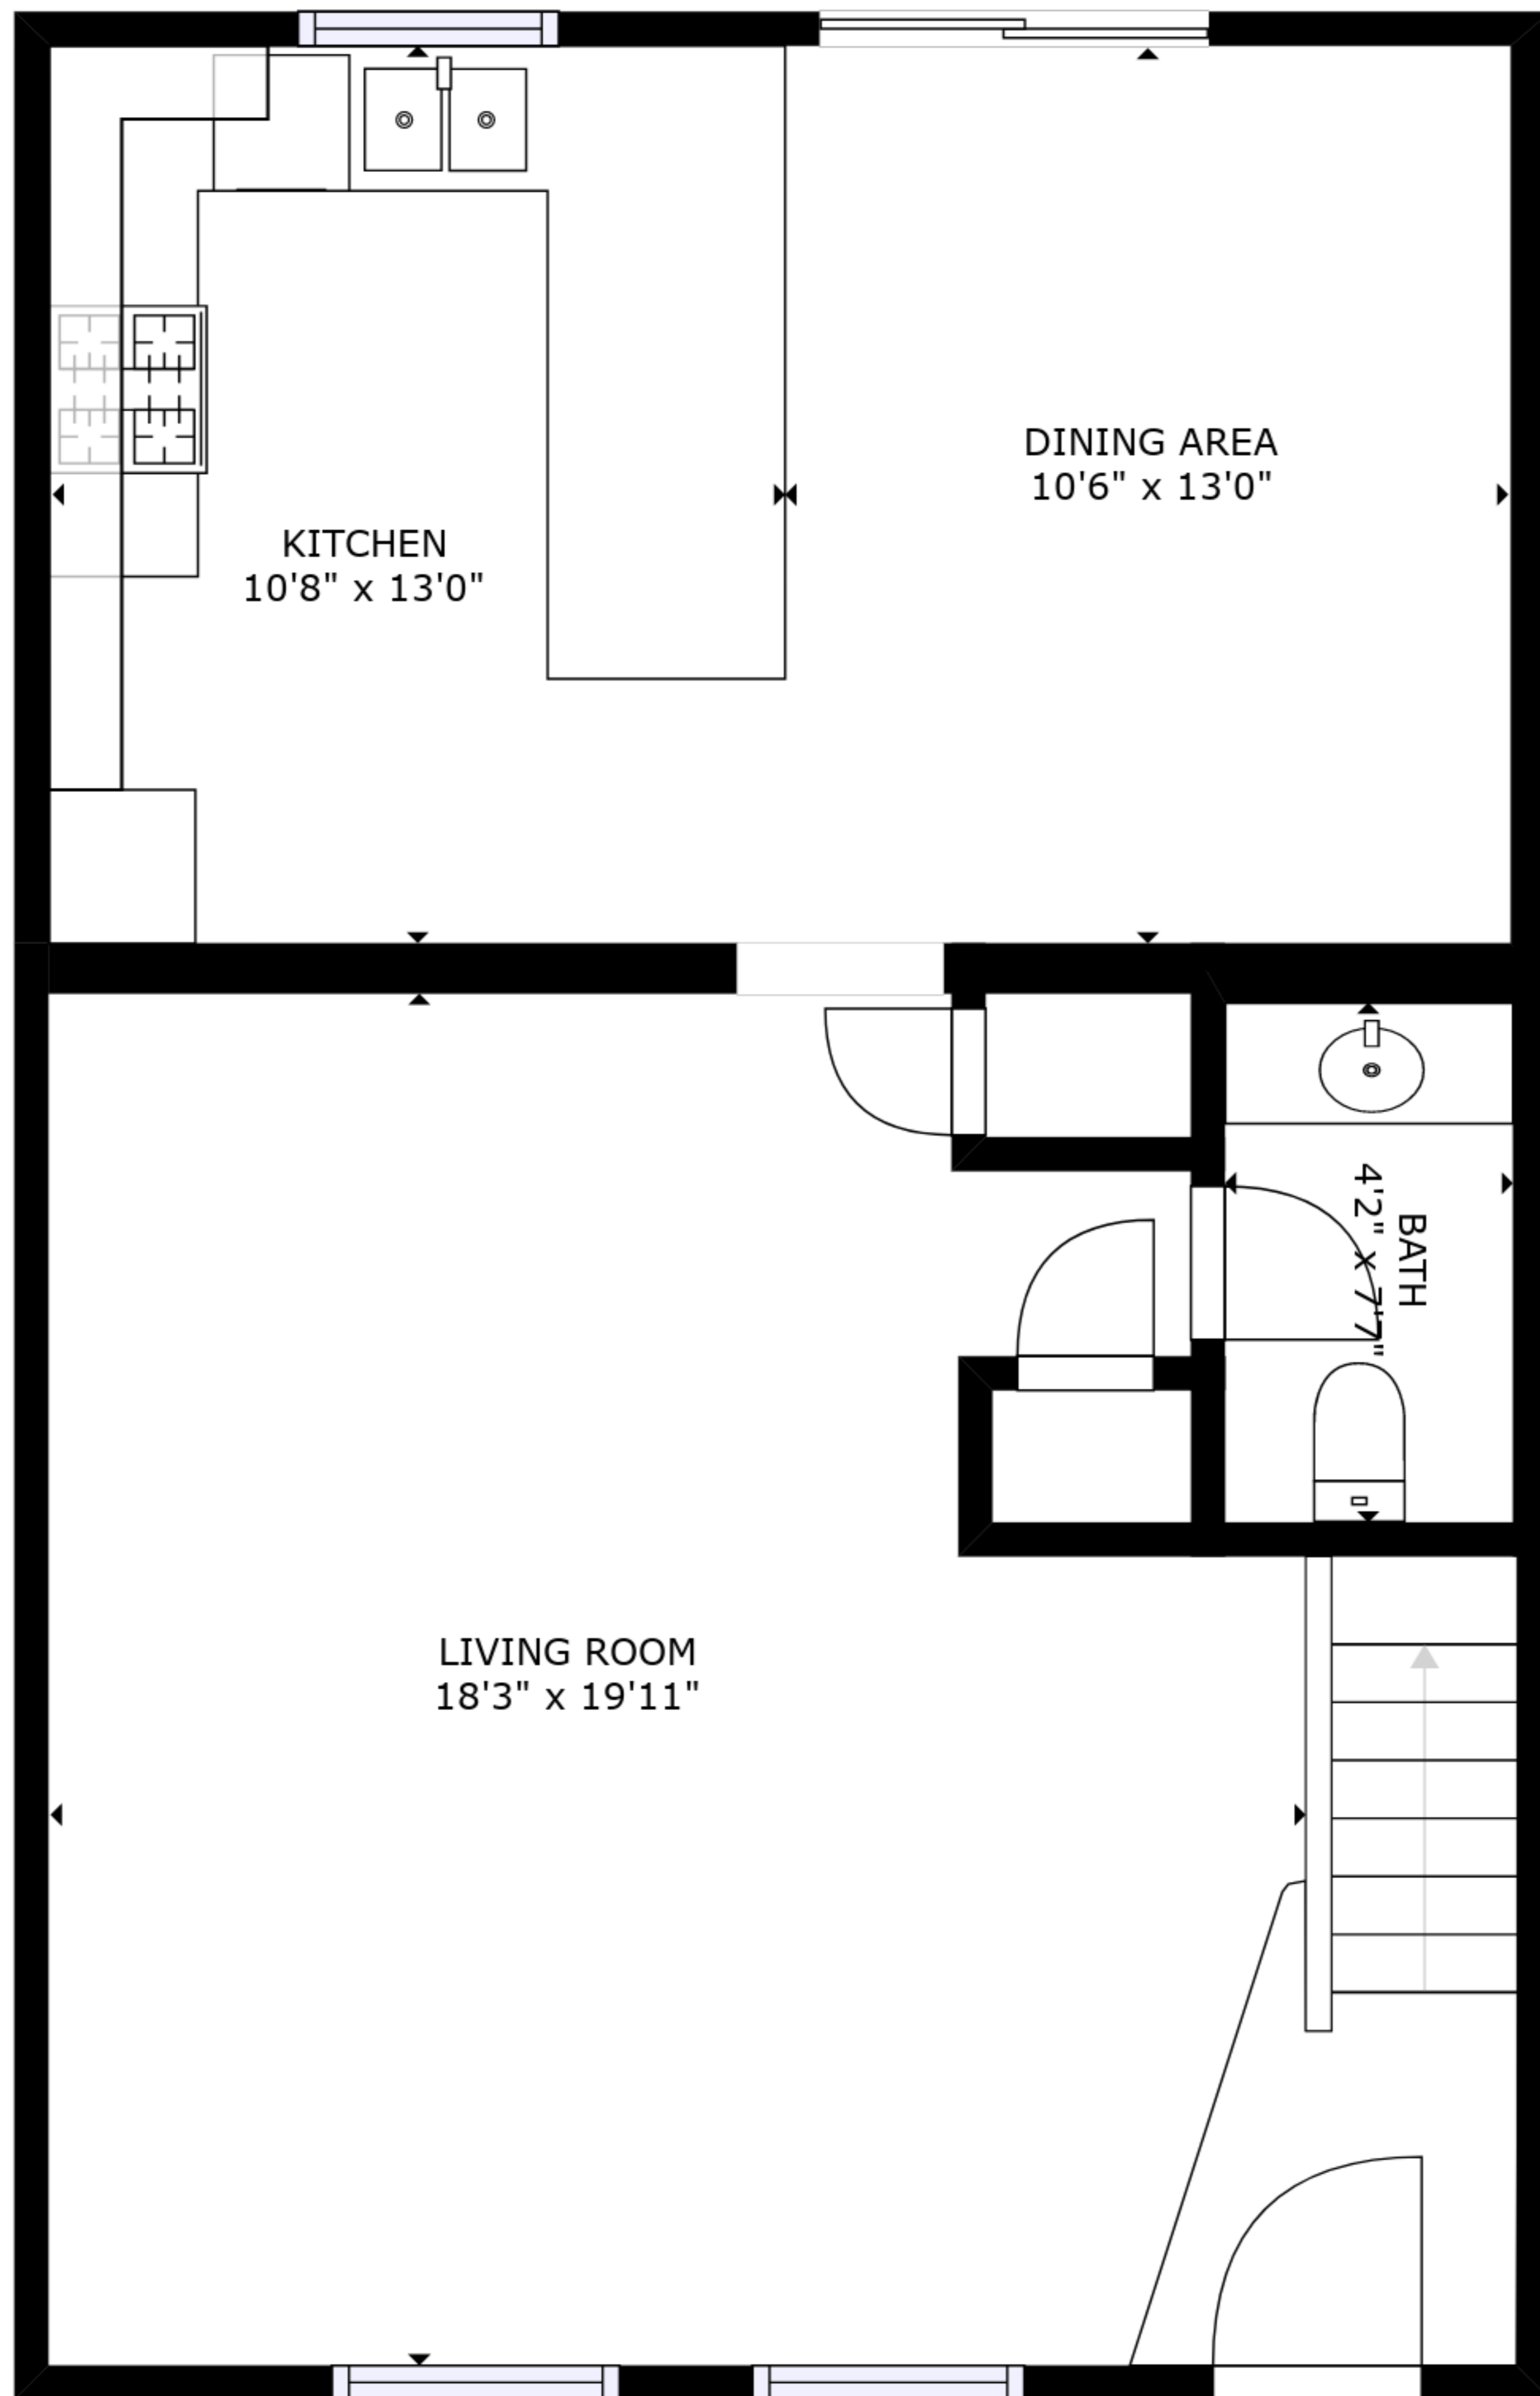 DINING AREA
10'6" x 13'0"
KITCHEN
10'8" x 13'0"
BATH
4'2" x 7'7"
LIVING ROOM
18'3" x 19'11"